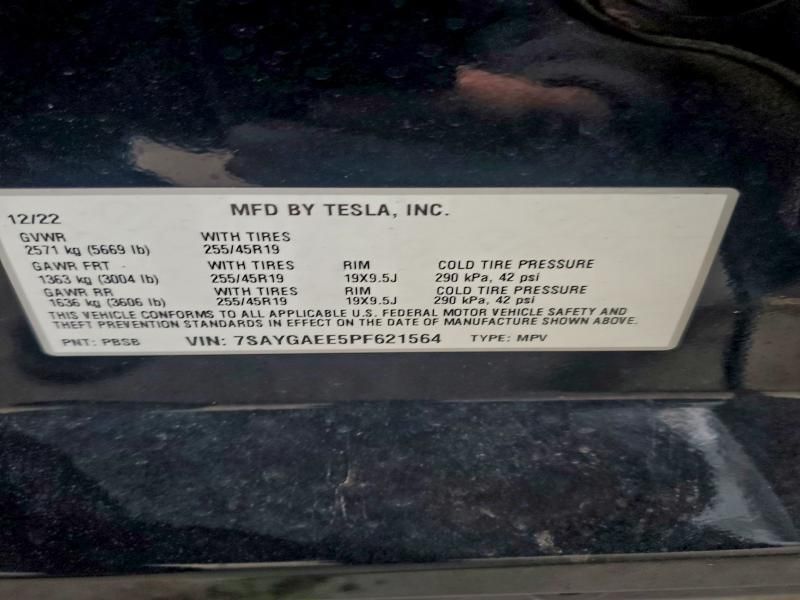 12/22 MFD BY TESLA, INC.
GVWR WITH TIRES
2571 kg (5669 lb) 255/45R19
GAWR FRT WITH TIRES RIM COLD TIRE PRESSURE
1363 kg (3004 lb) 255/45R19 19X9.5J 290 kPa, 42 psi
GAWR RR WITH TIRES RIM COLD TIRE PRESSURE
1636 kg (3606 lb) 255/45R19 19X9.5J 290 kPa, 42 psi
THIS VEHICLE CONFORMS TO ALL APPLICABLE U.S. FEDERAL MOTOR VEHICLE SAFETY AND
THEFT PREVENTION STANDARDS IN EFFECT ON THE DATE OF MANUFACTURE SHOWN ABOVE.
PNT: PBSB VIN: 7SAYGAEE5PF621564 TYPE: MPV